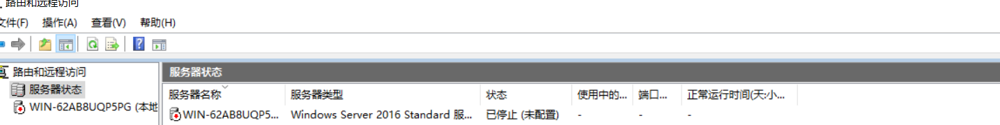 路由和远程访问
文件(F) 操作(A) 查看(V) 帮助(H)
路由和远程访问
服务器状态
WIN-62AB8UQP5PG (本地
服务器状态
服务器名称 服务器类型 状态 使用中的... 端口... 正常运行时间(天:小...
WIN-62AB8UQP5... Windows Server 2016 Standard 服... 已停止 (未配置) - - -